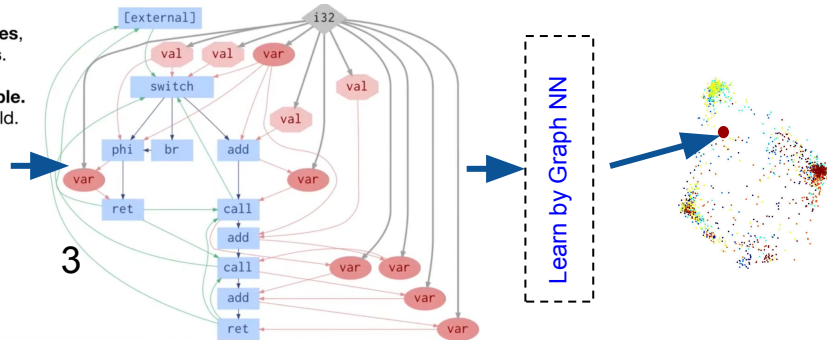 es,
s.
ble.
ld.
[external]
i32
val
val
var
switch
val
val
phi
br
add
var
var
ret
call
add
3
call
var
var
add
var
ret
var
Learn by Graph NN